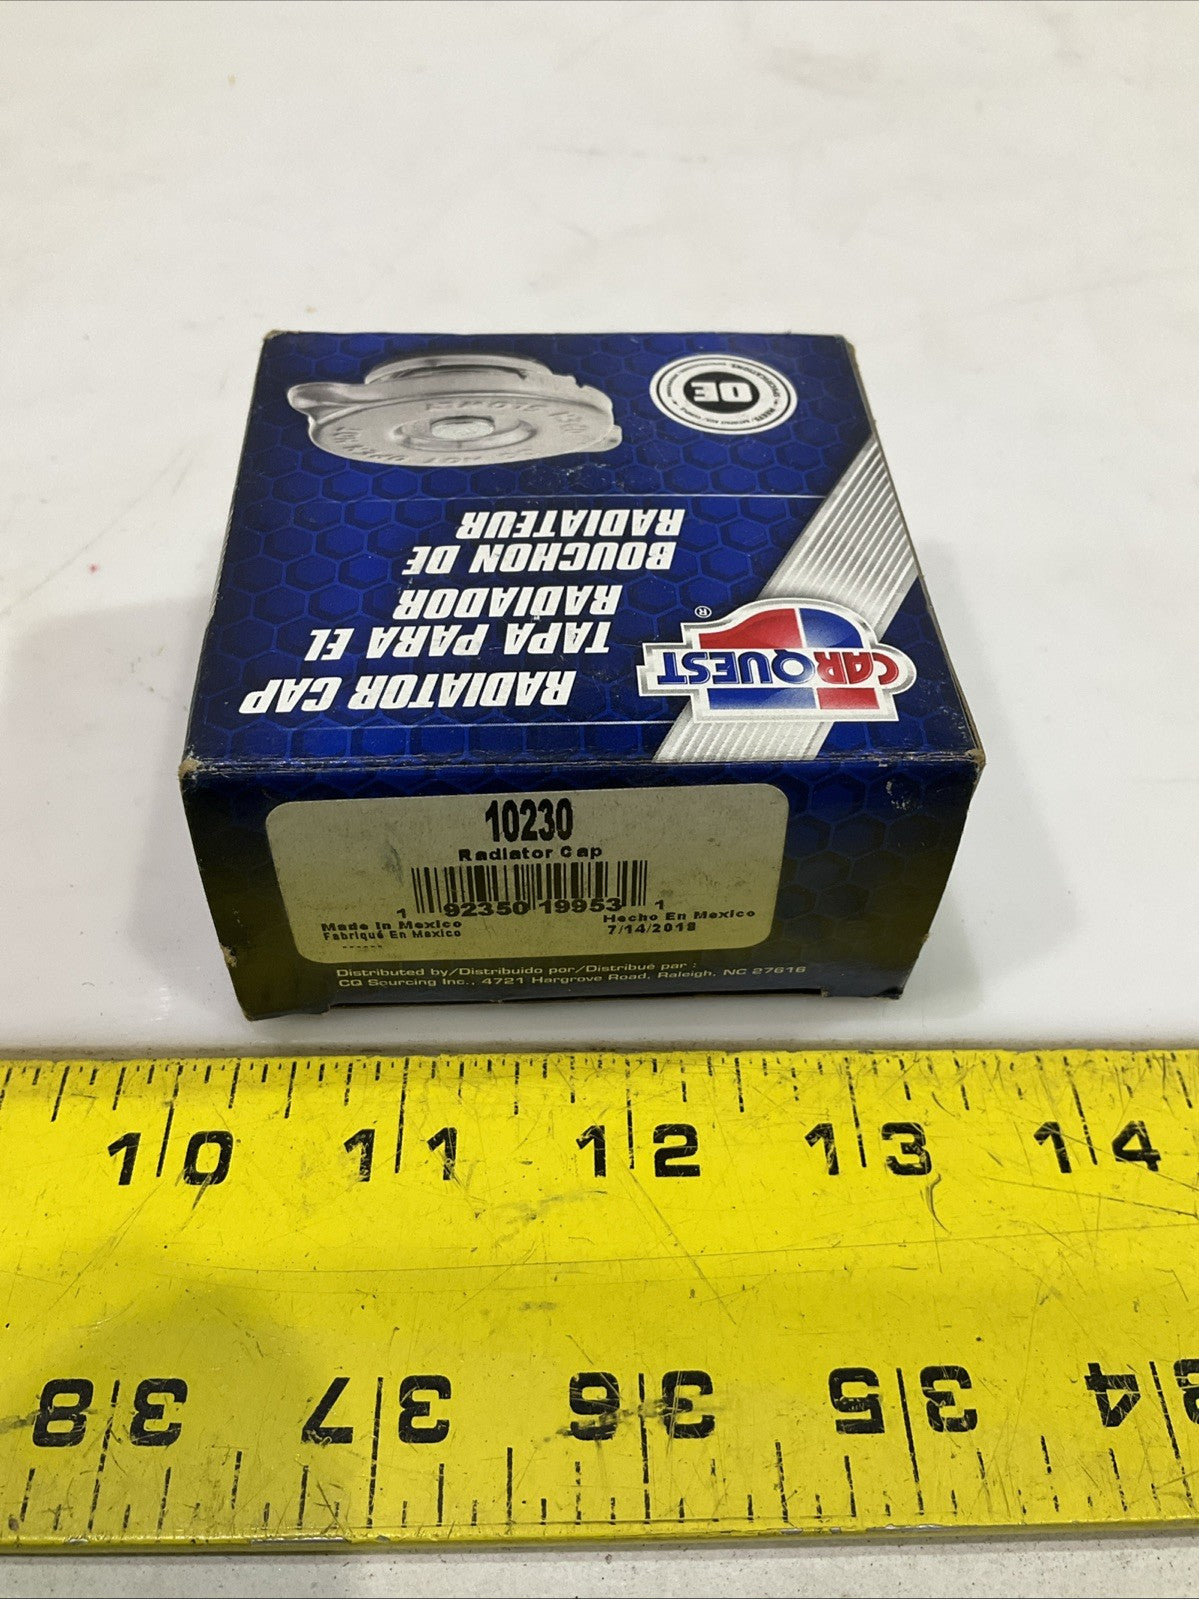 OE
CARQUEST
®
RADIATOR CAP
TAPA PARA EL
RADIADOR
BOUCHON DE
RADIATEUR
10230
Radiator Cap
1 92350 19953 1
Made In Mexico
Hecho En Mexico
Fabriqué En Mexico
7/14/2018
Distributed by/Distribuido por/Distribué par :
CQ Sourcing Inc., 4721 Hargrove Road, Raleigh, NC 27616
10 11 12 13 14
38 37 36 35 34